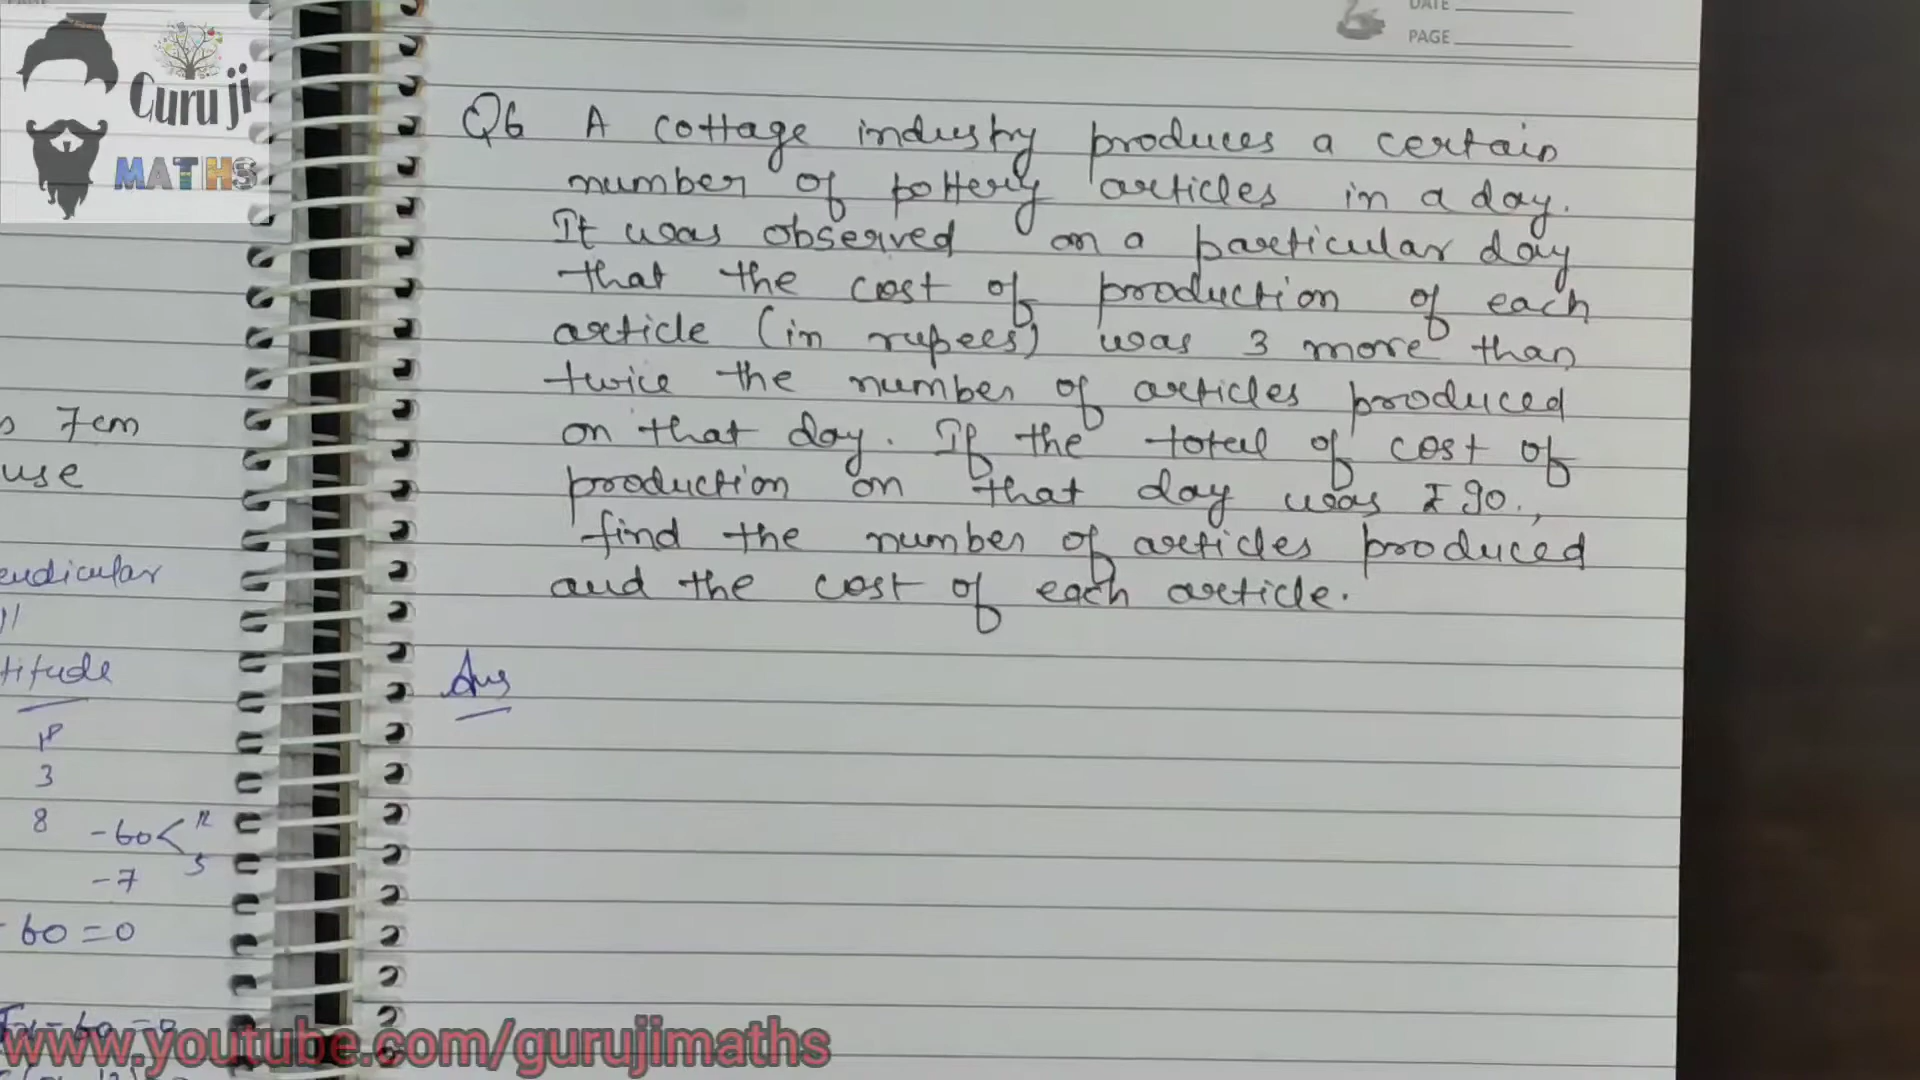 DATE
PAGE
Guruji
MATHS
Q6 A cottage industry produces a certain
number of pottery articles in a day.
It was observed on a particular day
that the cost of production of each
article (in rupees) was 3 more than
twice the number of articles produced
on that day. If the total of cost of
production on that day was ₹90.,
find the number of articles produced
and the cost of each article.
Ans
7cm
use
endicular
titude
3
8 -60< 12
5
-7
- 60 = 0
www.youtube.com/gurujimaths